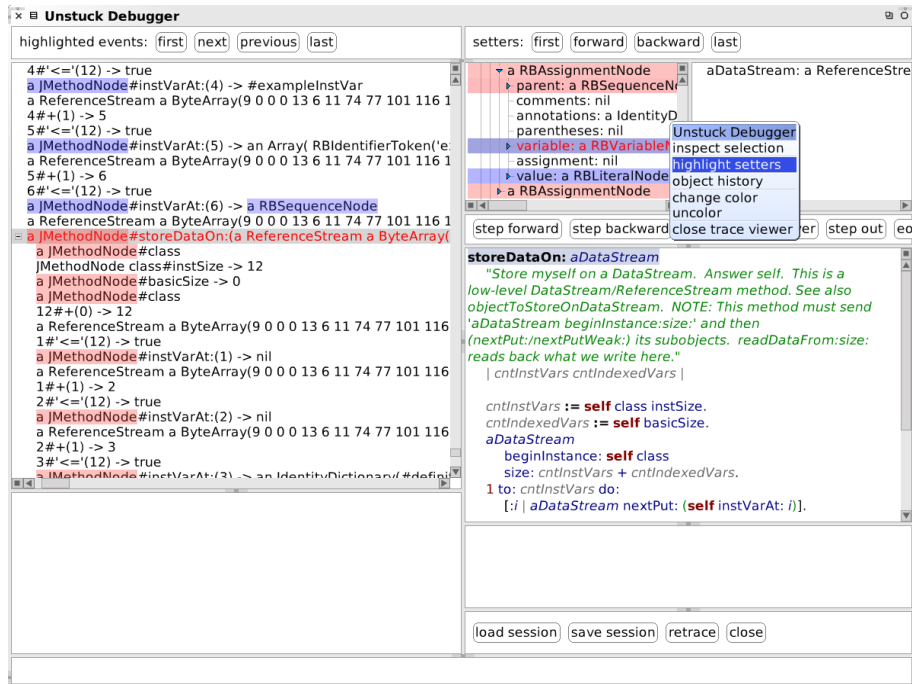 Unstuck Debugger
highlighted events: first next previous last
4#'<='(12) -> true
a JMethodNode#instVarAt:(4) -> #exampleInstVar
a ReferenceStream a ByteArray(9 0 0 0 13 6 11 74 77 101 116 1
4#+(1) -> 5
5#'<='(12) -> true
a JMethodNode#instVarAt:(5) -> an Array( RBIdentifierToken('e
a ReferenceStream a ByteArray(9 0 0 0 13 6 11 74 77 101 116 1
5#+(1) -> 6
6#'<='(12) -> true
a JMethodNode#instVarAt:(6) -> a RBSequenceNode
a ReferenceStream a ByteArray(9 0 0 0 13 6 11 74 77 101 116 1
a JMethodNode#storeDataOn:(a ReferenceStream a ByteArray(
a JMethodNode#class
JMethodNode class#instSize -> 12
a JMethodNode#basicSize -> 0
a JMethodNode#class
12#+(0) -> 12
a ReferenceStream a ByteArray(9 0 0 0 13 6 11 74 77 101 116
1#'<='(12) -> true
a JMethodNode#instVarAt:(1) -> nil
a ReferenceStream a ByteArray(9 0 0 0 13 6 11 74 77 101 116
1#+(1) -> 2
2#'<='(12) -> true
a JMethodNode#instVarAt:(2) -> nil
a ReferenceStream a ByteArray(9 0 0 0 13 6 11 74 77 101 116
2#+(1) -> 3
3#'<='(12) -> true
a JMethodNode#instVarAt:(3) -> an IdentityDictionary(#defini
setters: first forward backward last
a RBAssignmentNode
parent: a RBSequenceN
comments: nil
annotations: a IdentityD
parentheses: nil
variable: a RBVariableN
assignment: nil
value: a RBLiteralNode
a RBAssignmentNode
aDataStream: a ReferenceStre
Unstuck Debugger
inspect selection
highlight setters
object history
change color
uncolor
close trace viewer
step forward step backward er step out eo
storeDataOn: aDataStream
"Store myself on a DataStream. Answer self. This is a
low-level DataStream/ReferenceStream method. See also
objectToStoreOnDataStream. NOTE: This method must send
'aDataStream beginInstance:size:' and then
(nextPut:/nextPutWeak:) its subobjects. readDataFrom:size:
reads back what we write here."
| cntInstVars cntIndexedVars |
cntInstVars := self class instSize.
cntIndexedVars := self basicSize.
aDataStream
beginInstance: self class
size: cntInstVars + cntIndexedVars.
1 to: cntInstVars do:
[:i | aDataStream nextPut: (self instVarAt: i)].
load session save session retrace close